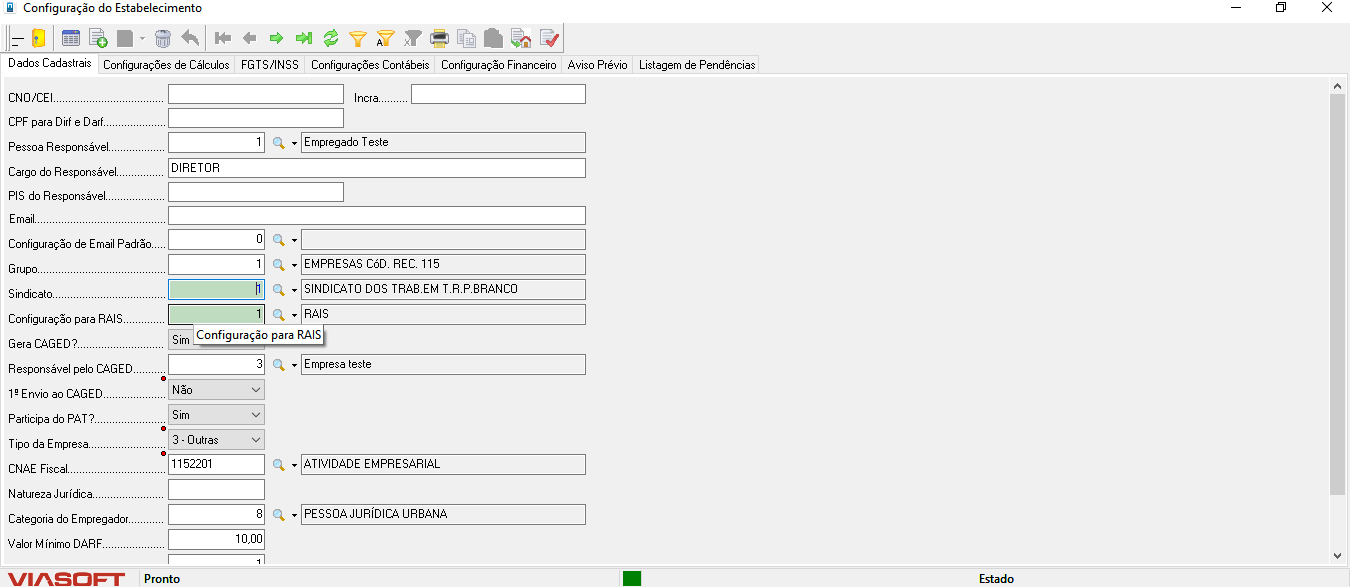 Configuração do Estabelecimento
Dados Cadastrais Configurações de Cálculos FGTS/INSS Configurações Contábeis Configuração Financeiro Aviso Prévio Listagem de Pendências
CNO/CEI.................................... Incra..........
CPF para Dirf e Darf....................
Pessoa Responsável.................. 1 Empregado Teste
Cargo do Responsável............... DIRETOR
PIS do Responsável...................
Email..........................................
Configuração de Email Padrão..... 0
Grupo......................................... 1 EMPRESAS CóD. REC. 115
Sindicato.................................... 1 SINDICATO DOS TRAB.EM T.R.P.BRANCO
Configuração para RAIS............. 1 RAIS
Configuração para RAIS
Gera CAGED?............................ Sim
Responsável pelo CAGED.......... 3 Empresa teste
1º Envio ao CAGED.................... Não
Participa do PAT?....................... Sim
Tipo da Empresa........................ 3 - Outras
CNAE Fiscal............................... 1152201 ATIVIDADE EMPRESARIAL
Natureza Jurídica.......................
Categoria do Empregador........... 8 PESSOA JURÍDICA URBANA
Valor Mínimo DARF.................... 10,00
VIASOFT Pronto Estado